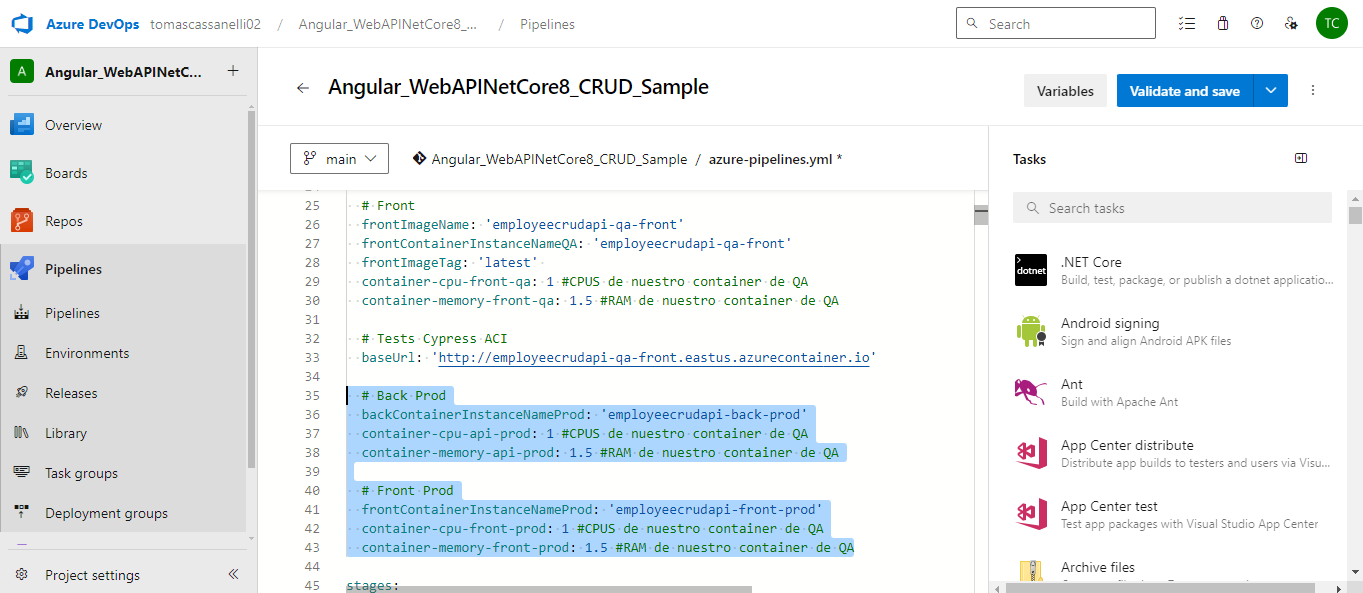 Azure DevOps tomascassanelli02 / Angular_WebAPINetCore8_... / Pipelines
Search
TC
A Angular_WebAPINetC... +
Overview
Boards
Repos
Pipelines
Pipelines
Environments
Releases
Library
Task groups
Deployment groups
Project settings
Angular_WebAPINetCore8_CRUD_Sample
Variables
Validate and save
main
Angular_WebAPINetCore8_CRUD_Sample / azure-pipelines.yml *
25 # Front
26 frontImageName: 'employeecrudapi-qa-front'
27 frontContainerInstanceNameQA: 'employeecrudapi-qa-front'
28 frontImageTag: 'latest'
29 container-cpu-front-qa: 1 #CPUS de nuestro container de QA
30 container-memory-front-qa: 1.5 #RAM de nuestro container de QA
31
32 # Tests Cypress ACI
33 baseUrl: 'http://employeecrudapi-qa-front.eastus.azurecontainer.io'
34
35 # Back Prod
36 backContainerInstanceNameProd: 'employeecrudapi-back-prod'
37 container-cpu-api-prod: 1 #CPUS de nuestro container de QA
38 container-memory-api-prod: 1.5 #RAM de nuestro container de QA
39
40 # Front Prod
41 frontContainerInstanceNameProd: 'employeecrudapi-front-prod'
42 container-cpu-front-prod: 1 #CPUS de nuestro container de QA
43 container-memory-front-prod: 1.5 #RAM de nuestro container de QA
44
45 stages:
Tasks
Search tasks
dotnet
.NET Core
Build, test, package, or publish a dotnet applicatio...
Android signing
Sign and align Android APK files
Ant
Build with Apache Ant
App Center distribute
Distribute app builds to testers and users via Visu...
App Center test
Test app packages with Visual Studio App Center
Archive files